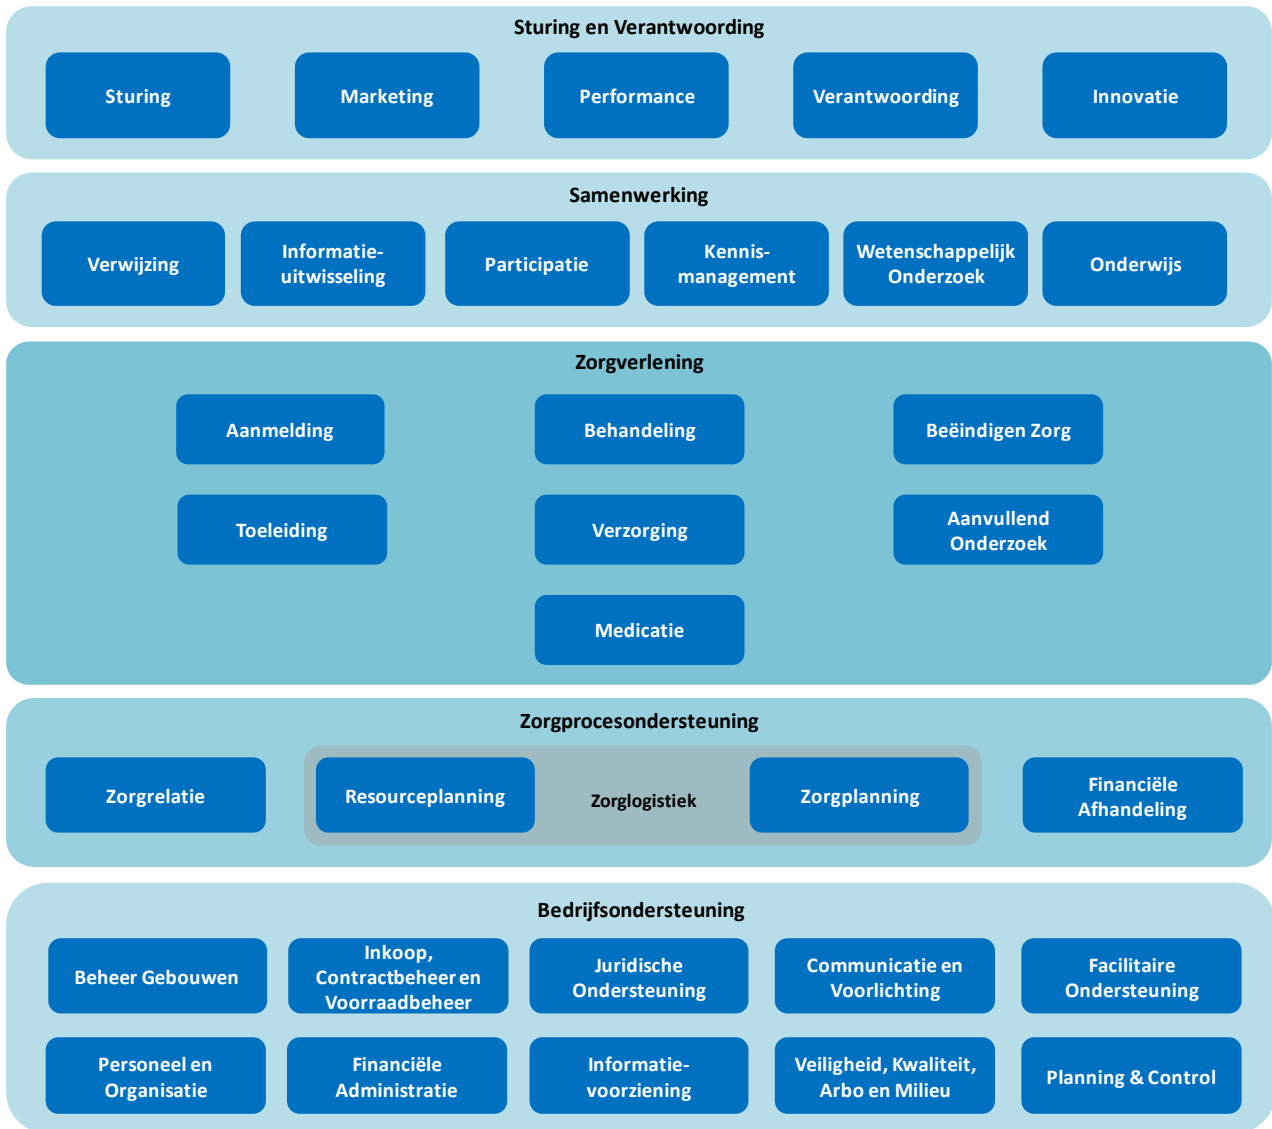 Sturing en Verantwoording
Sturing
Marketing
Performance
Verantwoording
Innovatie
Samenwerking
Verwijzing
Informatie-
uitwisseling
Participatie
Kennis-
management
Wetenschappelijk
Onderzoek
Onderwijs
Zorgverlening
Aanmelding
Behandeling
Beëindigen Zorg
Toeleiding
Verzorging
Aanvullend
Onderzoek
Medicatie
Zorgprocesondersteuning
Zorgrelatie
Resourceplanning
Zorglogistiek
Zorgplanning
Financiële
Afhandeling
Bedrijfsondersteuning
Beheer Gebouwen
Inkoop,
Contractbeheer en
Voorraadbeheer
Juridische
Ondersteuning
Communicatie en
Voorlichting
Facilitaire
Ondersteuning
Personeel en
Organisatie
Financiële
Administratie
Informatie-
voorziening
Veiligheid, Kwaliteit,
Arbo en Milieu
Planning & Control